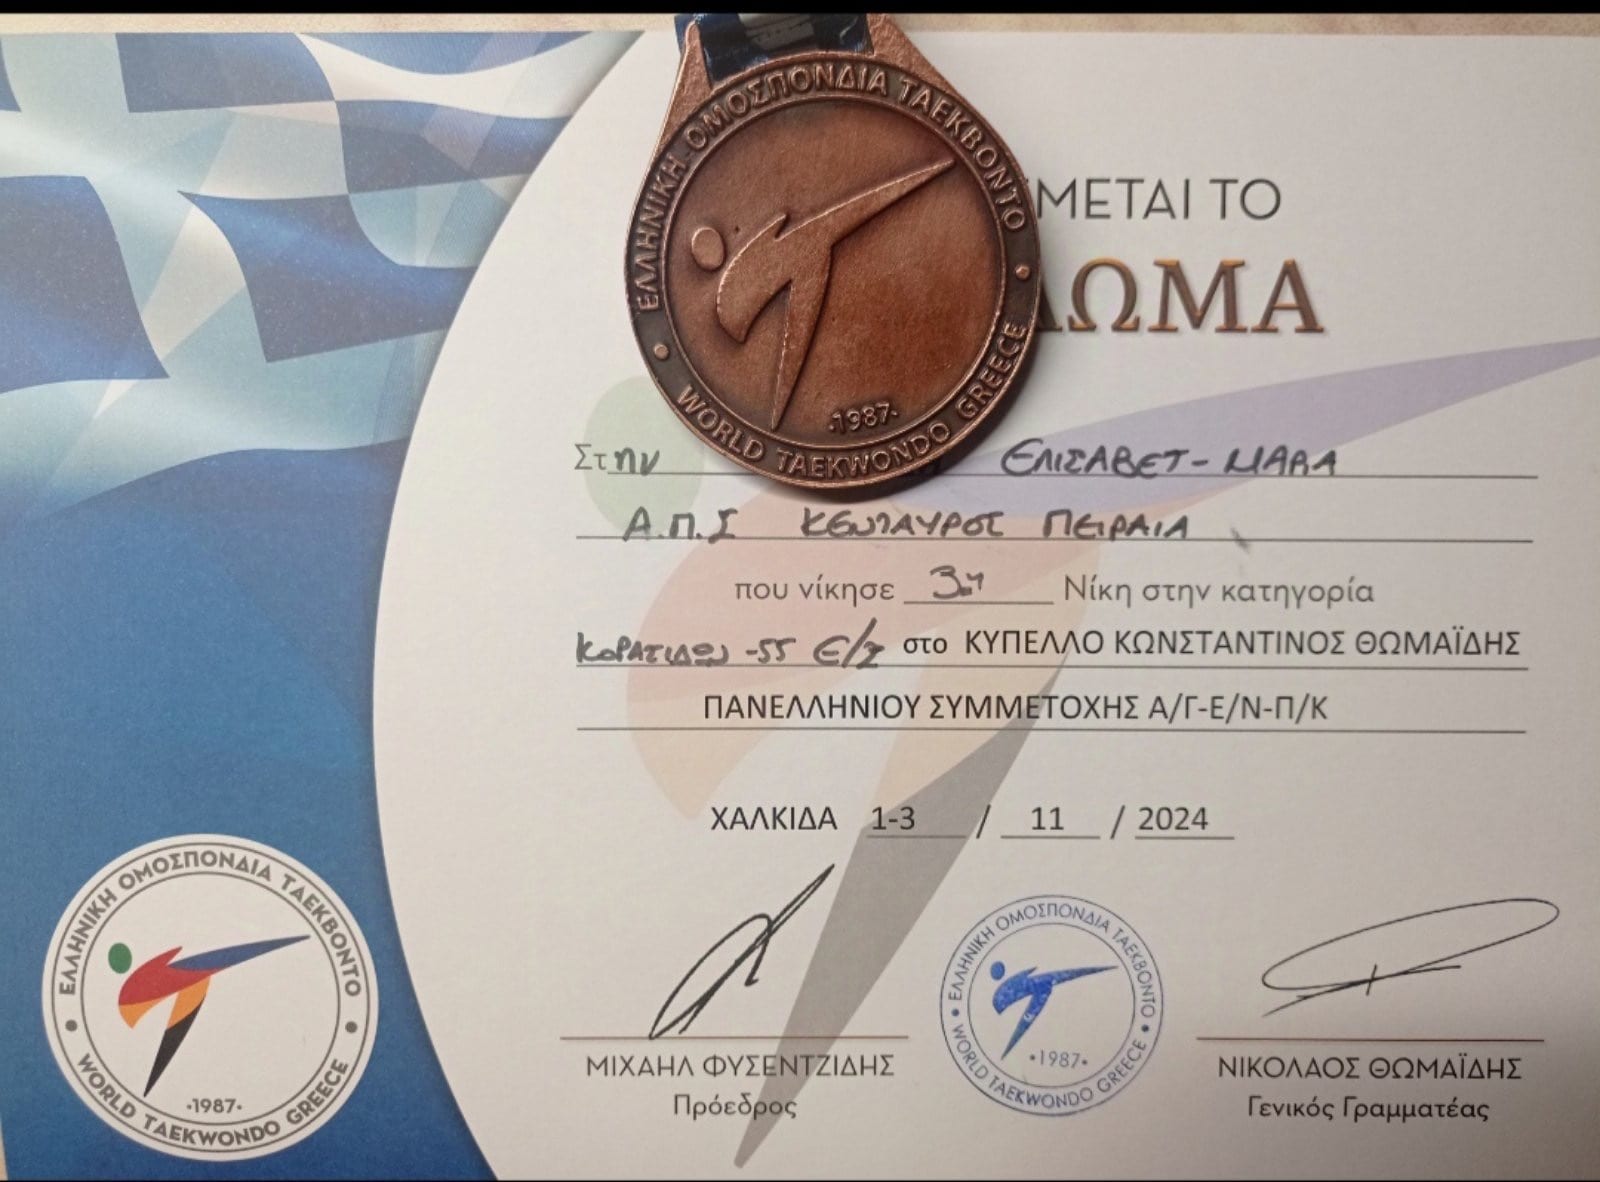 ΕΛΛΗΝΙΚΗ ΟΜΟΣΠΟΝΔΙΑ ΤΑΕΚΒΟΝΤΟ
·1987·
WORLD TAEKWONDO GREECE
ΜΕΤΑΙ ΤΟ
ΩΜΑ
Στην ΕΛΙΣΑΒΕΤ-ΜΑΡΑ
Α.Π.Σ ΚΕΝΤΑΥΡΟΣ ΠΕΙΡΑΙΑ
που νίκησε 3η Νίκη στην κατηγορία
ΚΟΡΑΣΙΔΩΝ -55 Ε/Σ στο ΚΥΠΕΛΛΟ ΚΩΝΣΤΑΝΤΙΝΟΣ ΘΩΜΑΪΔΗΣ
ΠΑΝΕΛΛΗΝΙΟΥ ΣΥΜΜΕΤΟΧΗΣ Α/Γ-Ε/Ν-Π/Κ
ΧΑΛΚΙΔΑ 1-3 / 11 / 2024
ΕΛΛΗΝΙΚΗ ΟΜΟΣΠΟΝΔΙΑ ΤΑΕΚΒΟΝΤΟ
·1987·
WORLD TAEKWONDO GREECE
ΜΙΧΑΗΛ ΦΥΣΕΝΤΖΙΔΗΣ
Πρόεδρος
ΕΛΛΗΝΙΚΗ ΟΜΟΣΠΟΝΔΙΑ ΤΑΕΚΒΟΝΤΟ
·1987·
WORLD TAEKWONDO GREECE
ΝΙΚΟΛΑΟΣ ΘΩΜΑΪΔΗΣ
Γενικός Γραμματέας